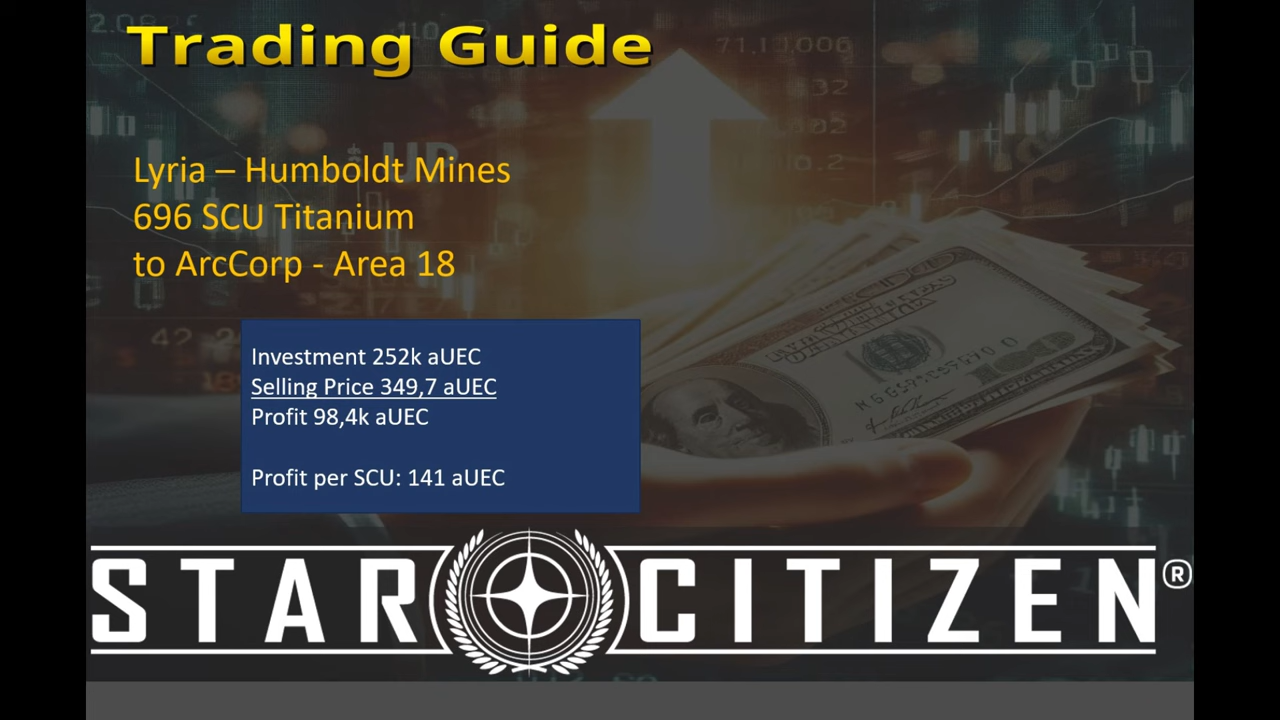 Trading Guide
Lyria – Humboldt Mines
696 SCU Titanium
to ArcCorp - Area 18
Investment 252k aUEC
Selling Price 349,7 aUEC
Profit 98,4k aUEC
Profit per SCU: 141 aUEC
STAR CITIZEN®